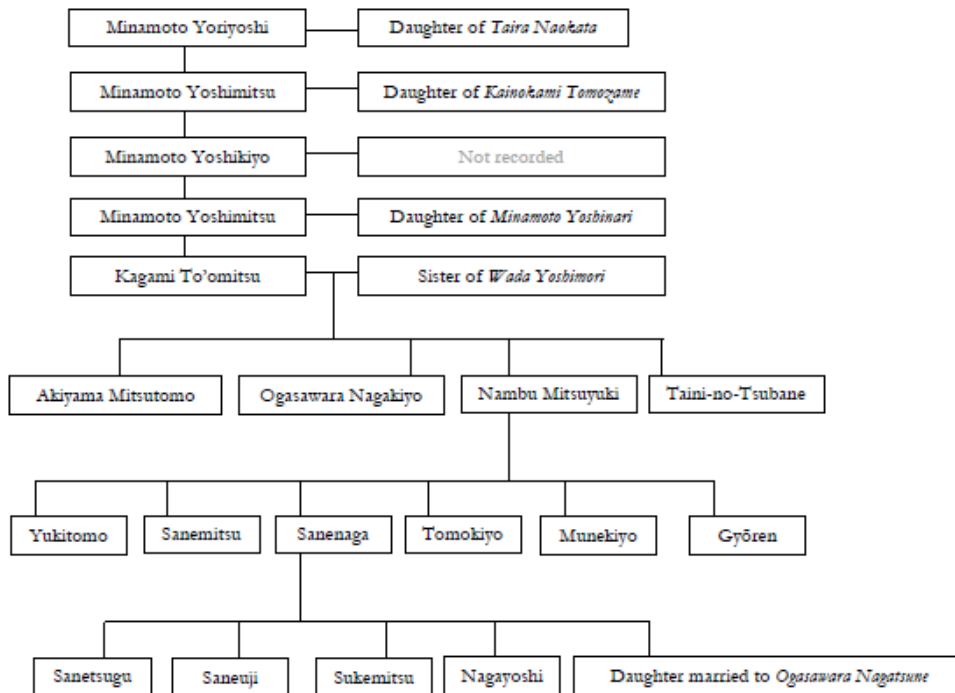 Minamoto Yoriyoshi
Daughter of Taira Naokata
Minamoto Yoshimitsu
Daughter of Kainokami Tomozame
Minamoto Yoshikiyo
Not recorded
Minamoto Yoshimitsu
Daughter of Minamoto Yoshinari
Kagami To’omitsu
Sister of Wada Yoshimori
Akiyama Mitsutomo
Ogasawara Nagakiyo
Nambu Mitsuyuki
Taini-no-Tsubane
Yukitomo
Sanemitsu
Sanenaga
Tomokiyo
Munekiyo
Gyōren
Sanetsugu
Saneuji
Sukemitsu
Nagayoshi
Daughter married to Ogasawara Nagatsune